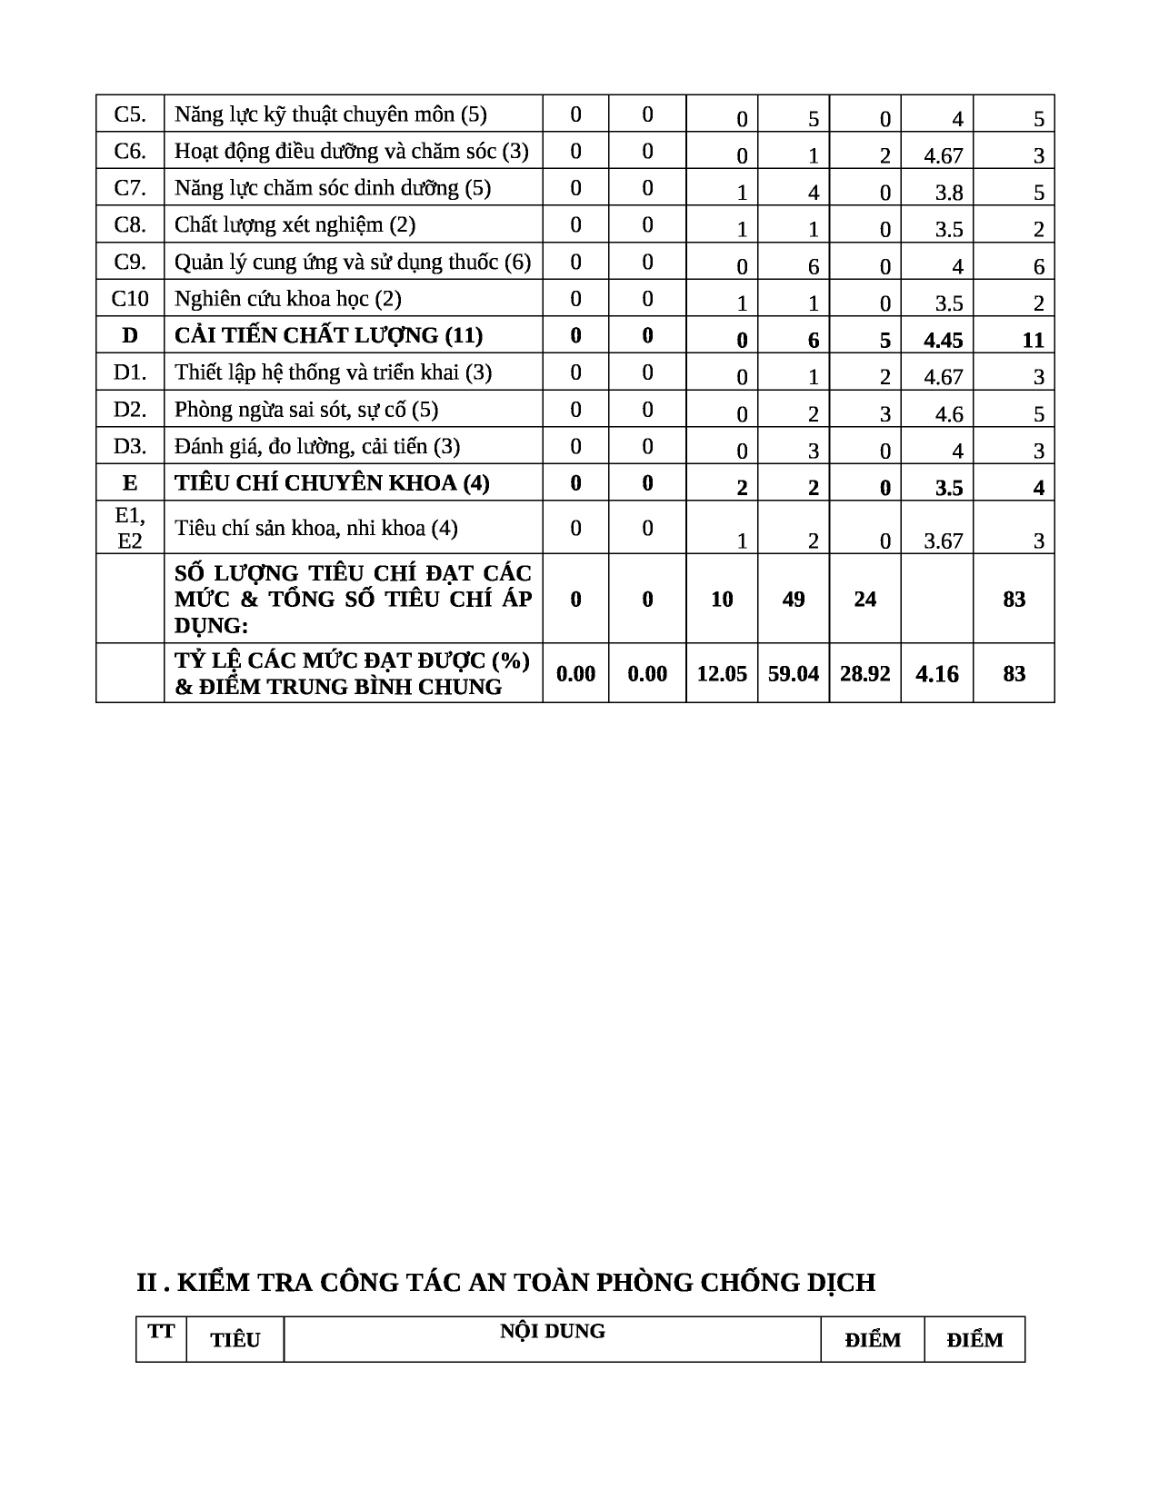 C5. Năng lực kỹ thuật chuyên môn (5) 0 0 0 5 0 4 5
C6. Hoạt động điều dưỡng và chăm sóc (3) 0 0 0 1 2 4.67 3
C7. Năng lực chăm sóc dinh dưỡng (5) 0 0 1 4 0 3.8 5
C8. Chất lượng xét nghiệm (2) 0 0 1 1 0 3.5 2
C9. Quản lý cung ứng và sử dụng thuốc (6) 0 0 0 6 0 4 6
C10 Nghiên cứu khoa học (2) 0 0 1 1 0 3.5 2
D CẢI TIẾN CHẤT LƯỢNG (11) 0 0 0 6 5 4.45 11
D1. Thiết lập hệ thống và triển khai (3) 0 0 0 1 2 4.67 3
D2. Phòng ngừa sai sót, sự cố (5) 0 0 0 2 3 4.6 5
D3. Đánh giá, đo lường, cải tiến (3) 0 0 0 3 0 4 3
E TIÊU CHÍ CHUYÊN KHOA (4) 0 0 2 2 0 3.5 4
E1,
E2 Tiêu chí sản khoa, nhi khoa (4) 0 0 1 2 0 3.67 3
SỐ LƯỢNG TIÊU CHÍ ĐẠT CÁC
MỨC & TỔNG SỐ TIÊU CHÍ ÁP 0 0 10 49 24 83
DỤNG:
TỶ LỆ CÁC MỨC ĐẠT ĐƯỢC (%)
& ĐIỂM TRUNG BÌNH CHUNG 0.00 0.00 12.05 59.04 28.92 4.16 83
II . KIỂM TRA CÔNG TÁC AN TOÀN PHÒNG CHỐNG DỊCH
TT TIÊU NỘI DUNG ĐIỂM ĐIỂM